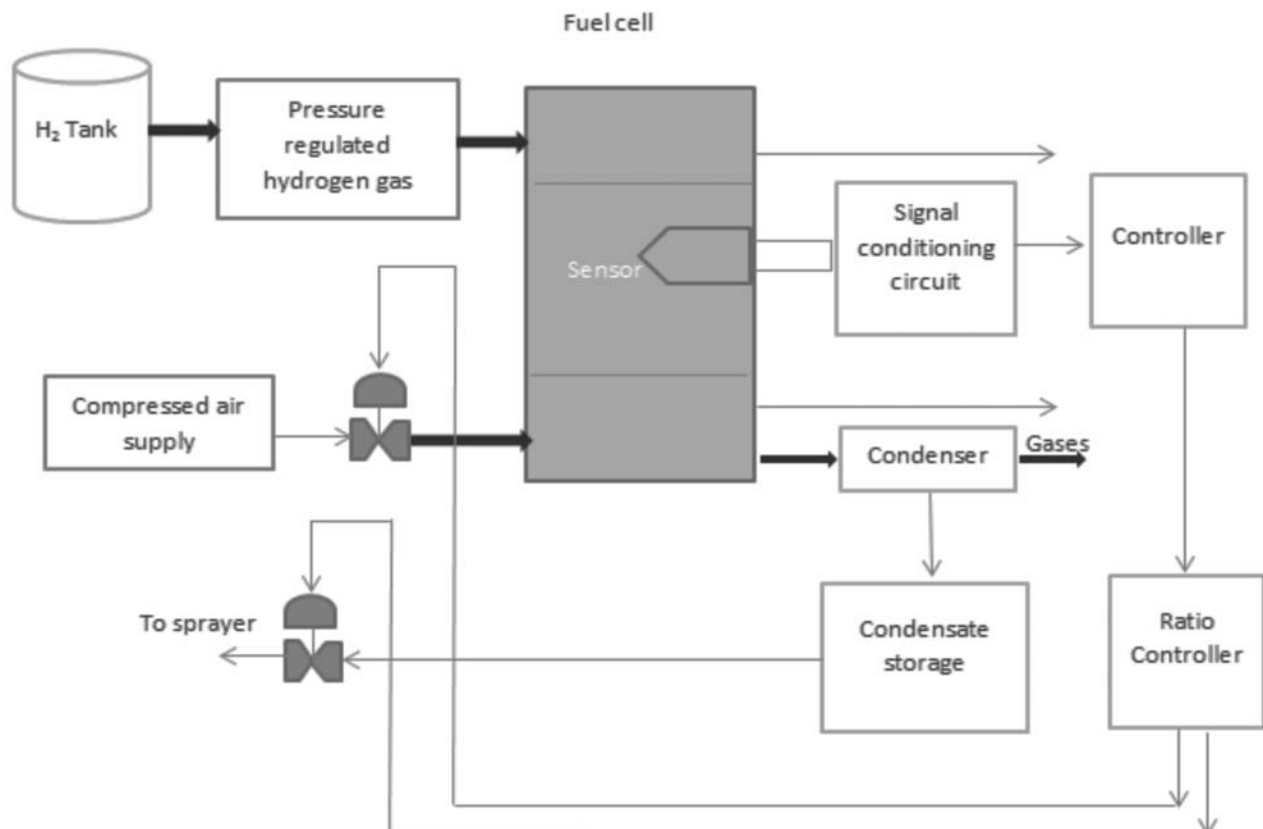 Fuel cell
H₂ Tank
Pressure
regulated
hydrogen gas
Sensor
Signal
conditioning
circuit
Controller
Compressed air
supply
Condenser
Gases
To sprayer
Condensate
storage
Ratio
Controller